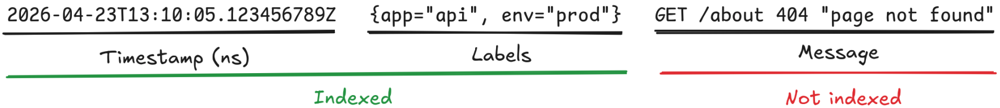 2026-04-23T13:10:05.123456789Z {app="api", env="prod"} GET /about 404 "page not found"
Timestamp (ns) Labels Message
Indexed Not indexed